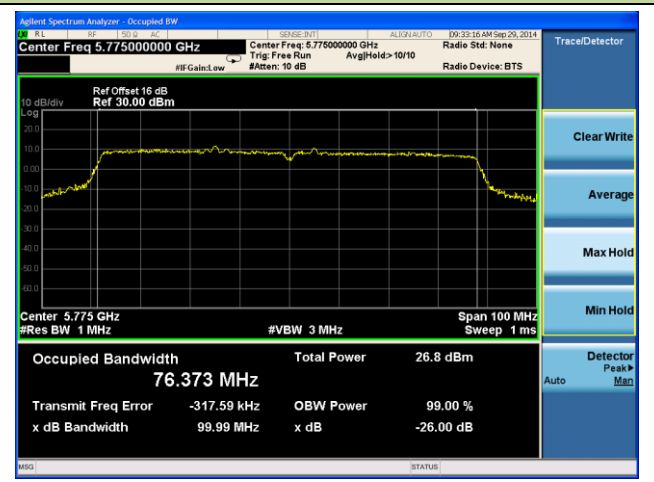 Agilent Spectrum Analyzer - Occupied BW
LXI RL RF 50 Ω AC SENSE:INT ALIGN AUTO 09:33:16 AM Sep 29, 2014
Center Freq 5.775000000 GHz
Center Freq: 5.775000000 GHz
Radio Std: None
Trig: Free Run Avg|Hold:>10/10
#IFGain:Low
#Atten: 10 dB
Radio Device: BTS
Trace/Detector
Ref Offset 16 dB
10 dB/div Ref 30.00 dBm
Log
20.0
10.0
0.00
-10.0
-20.0
-30.0
-40.0
-50.0
-60.0
Center 5.775 GHz Span 100 MHz
#Res BW 1 MHz #VBW 3 MHz Sweep 1 ms
Clear Write
Average
Max Hold
Min Hold
Detector
Peak▶
Auto Man
Occupied Bandwidth Total Power 26.8 dBm
76.373 MHz
Transmit Freq Error -317.59 kHz OBW Power 99.00 %
x dB Bandwidth 99.99 MHz x dB -26.00 dB
MSG STATUS